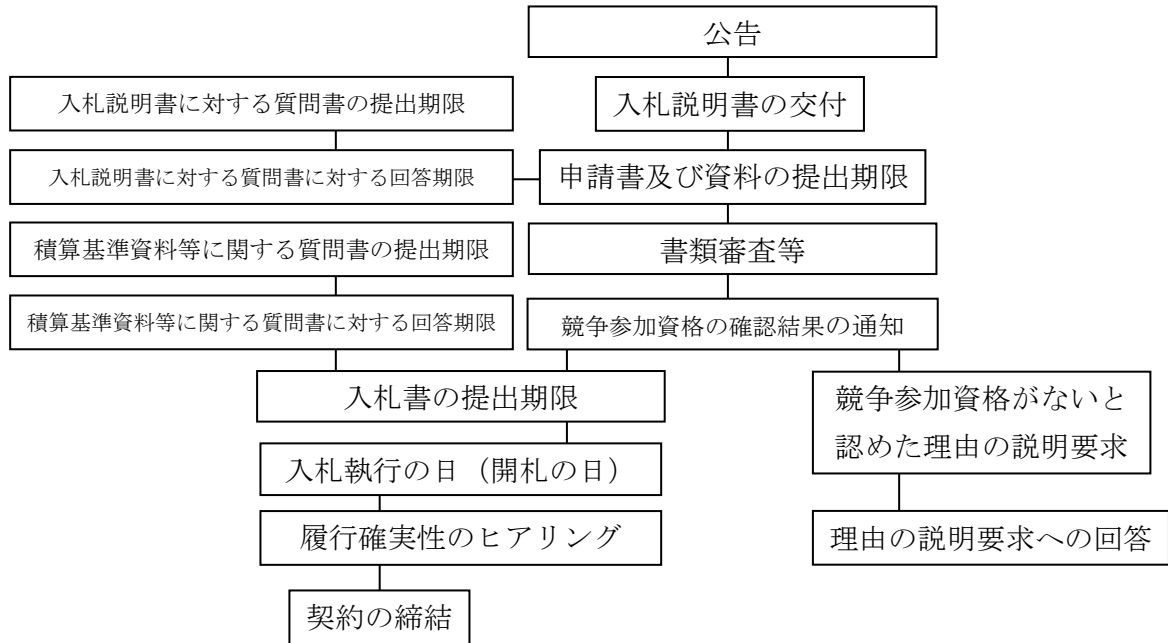 公告
入札説明書に対する質問書の提出期限
入札説明書の交付
入札説明書に対する質問書に対する回答期限
申請書及び資料の提出期限
積算基準資料等に関する質問書の提出期限
書類審査等
積算基準資料等に関する質問書に対する回答期限
競争参加資格の確認結果の通知
入札書の提出期限
競争参加資格がないと
認めた理由の説明要求
入札執行の日（開札の日）
履行確実性のヒアリング
理由の説明要求への回答
契約の締結